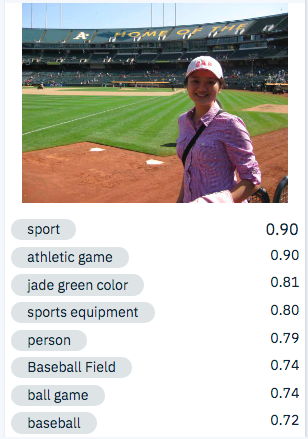 A HOME OF THE
sport 0.90
athletic game 0.90
jade green color 0.81
sports equipment 0.80
person 0.79
Baseball Field 0.74
ball game 0.74
baseball 0.72